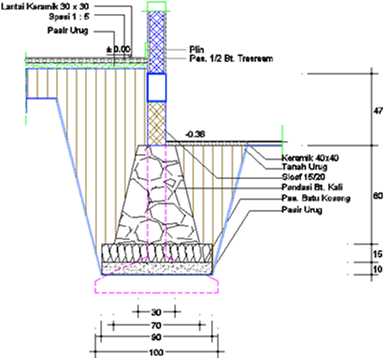 Lantai Keramik 30 x 30
Spesi 1 : 5
Pasir Urug
± 0.00
Plin
Pas. 1/2 Bt. Trasraam
47
-0.36
Keramik 40x40
Tanah Urug
Sloof 15/20
Pondasi Bt. Kali
60
Pas. Batu Kosong
Pasir Urug
15
10
30
70
90
100